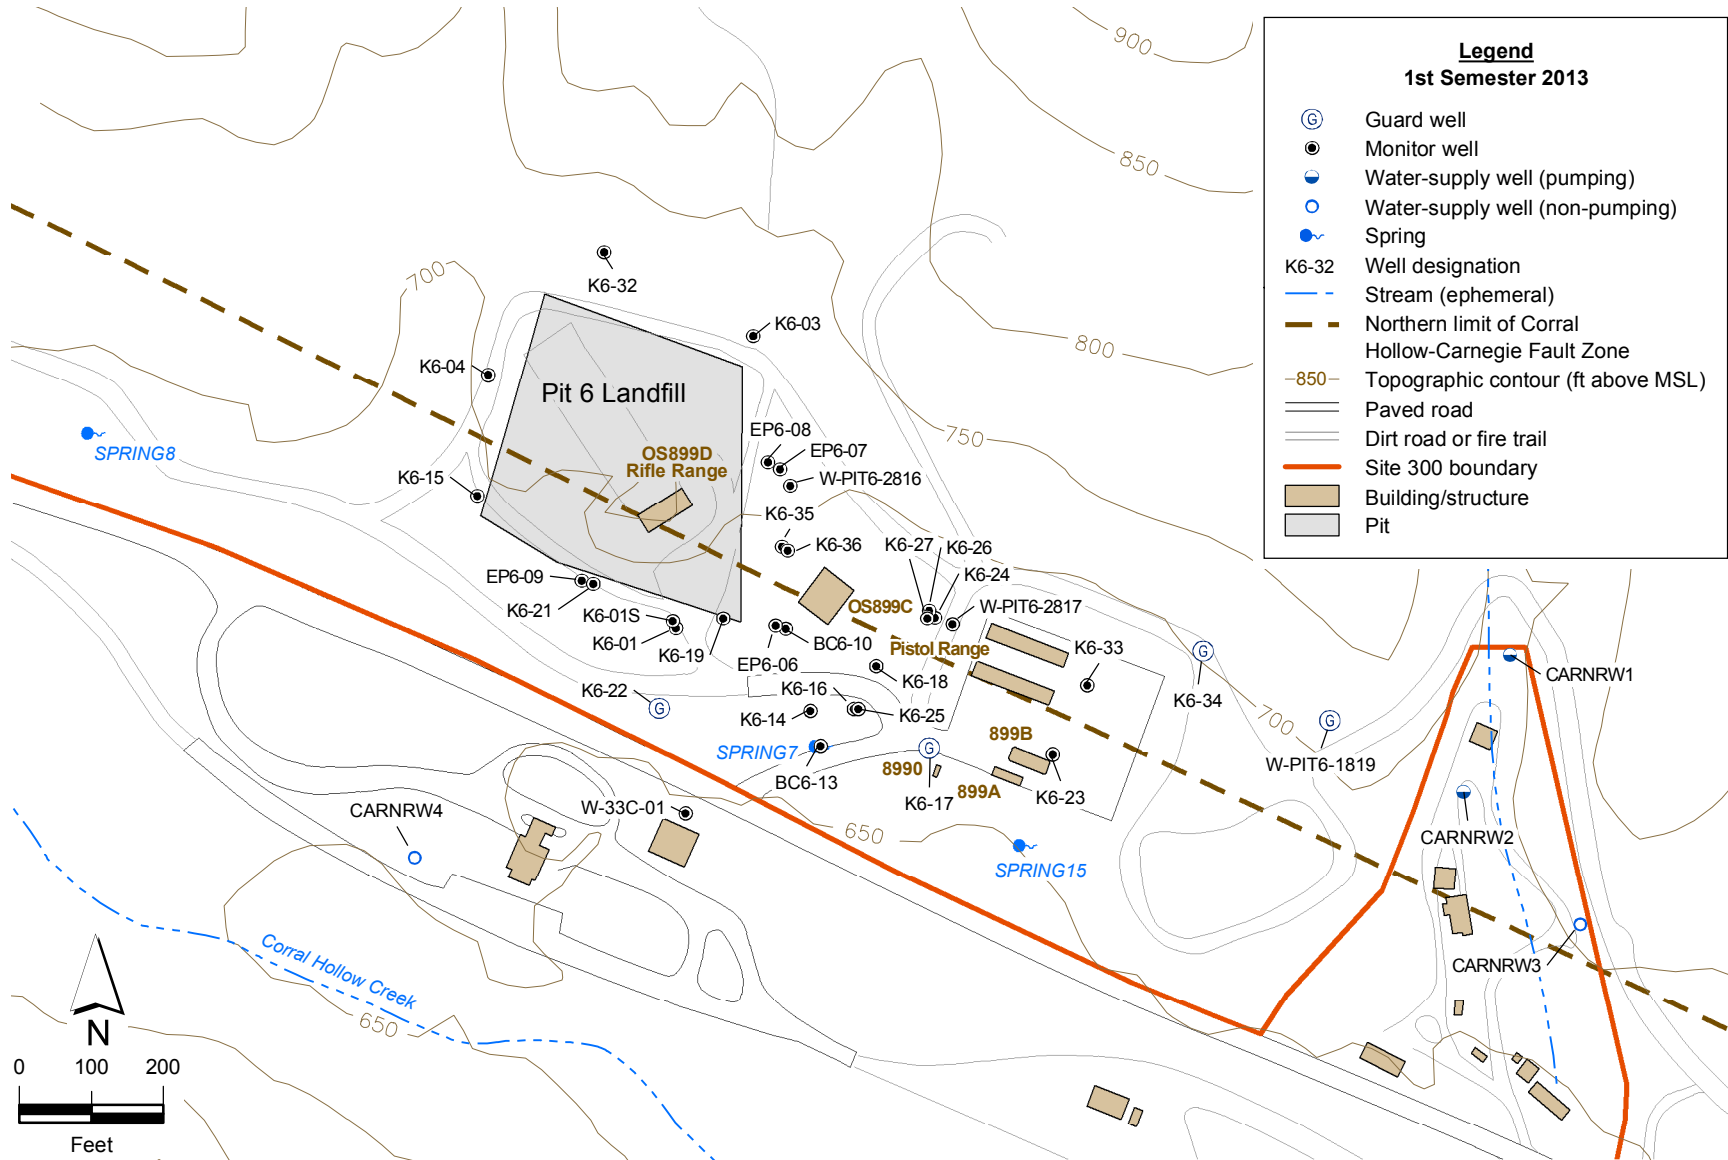 Legend
1st Semester 2013
Guard well
Monitor well
Water-supply well (pumping)
Water-supply well (non-pumping)
Spring
K6-32 Well designation
Stream (ephemeral)
Northern limit of Corral
Hollow-Carnegie Fault Zone
850 Topographic contour (ft above MSL)
Paved road
Dirt road or fire trail
Site 300 boundary
Building/structure
Pit
G
900
850
800
750
700
K6-32
K6-03
K6-04
Pit 6 Landfill
SPRING8
OS899D
Rifle Range
EP6-08
EP6-07
W-PIT6-2816
K6-15
K6-35
K6-36
K6-27
K6-26
K6-24
EP6-09
K6-21
K6-01S
K6-01
K6-19
OS899C
W-PIT6-2817
Pistol Range
BC6-10
EP6-06
K6-33
K6-18
G
K6-34
CARNRW1
K6-22
G
K6-16
K6-14
K6-25
700
G
W-PIT6-1819
SPRING7
BC6-13
G
899B
8990
899A
K6-17
K6-23
CARNRW4
W-33C-01
650
CARNRW2
SPRING15
CARNRW3
Corral Hollow Creek
650
N
0 100 200
Feet